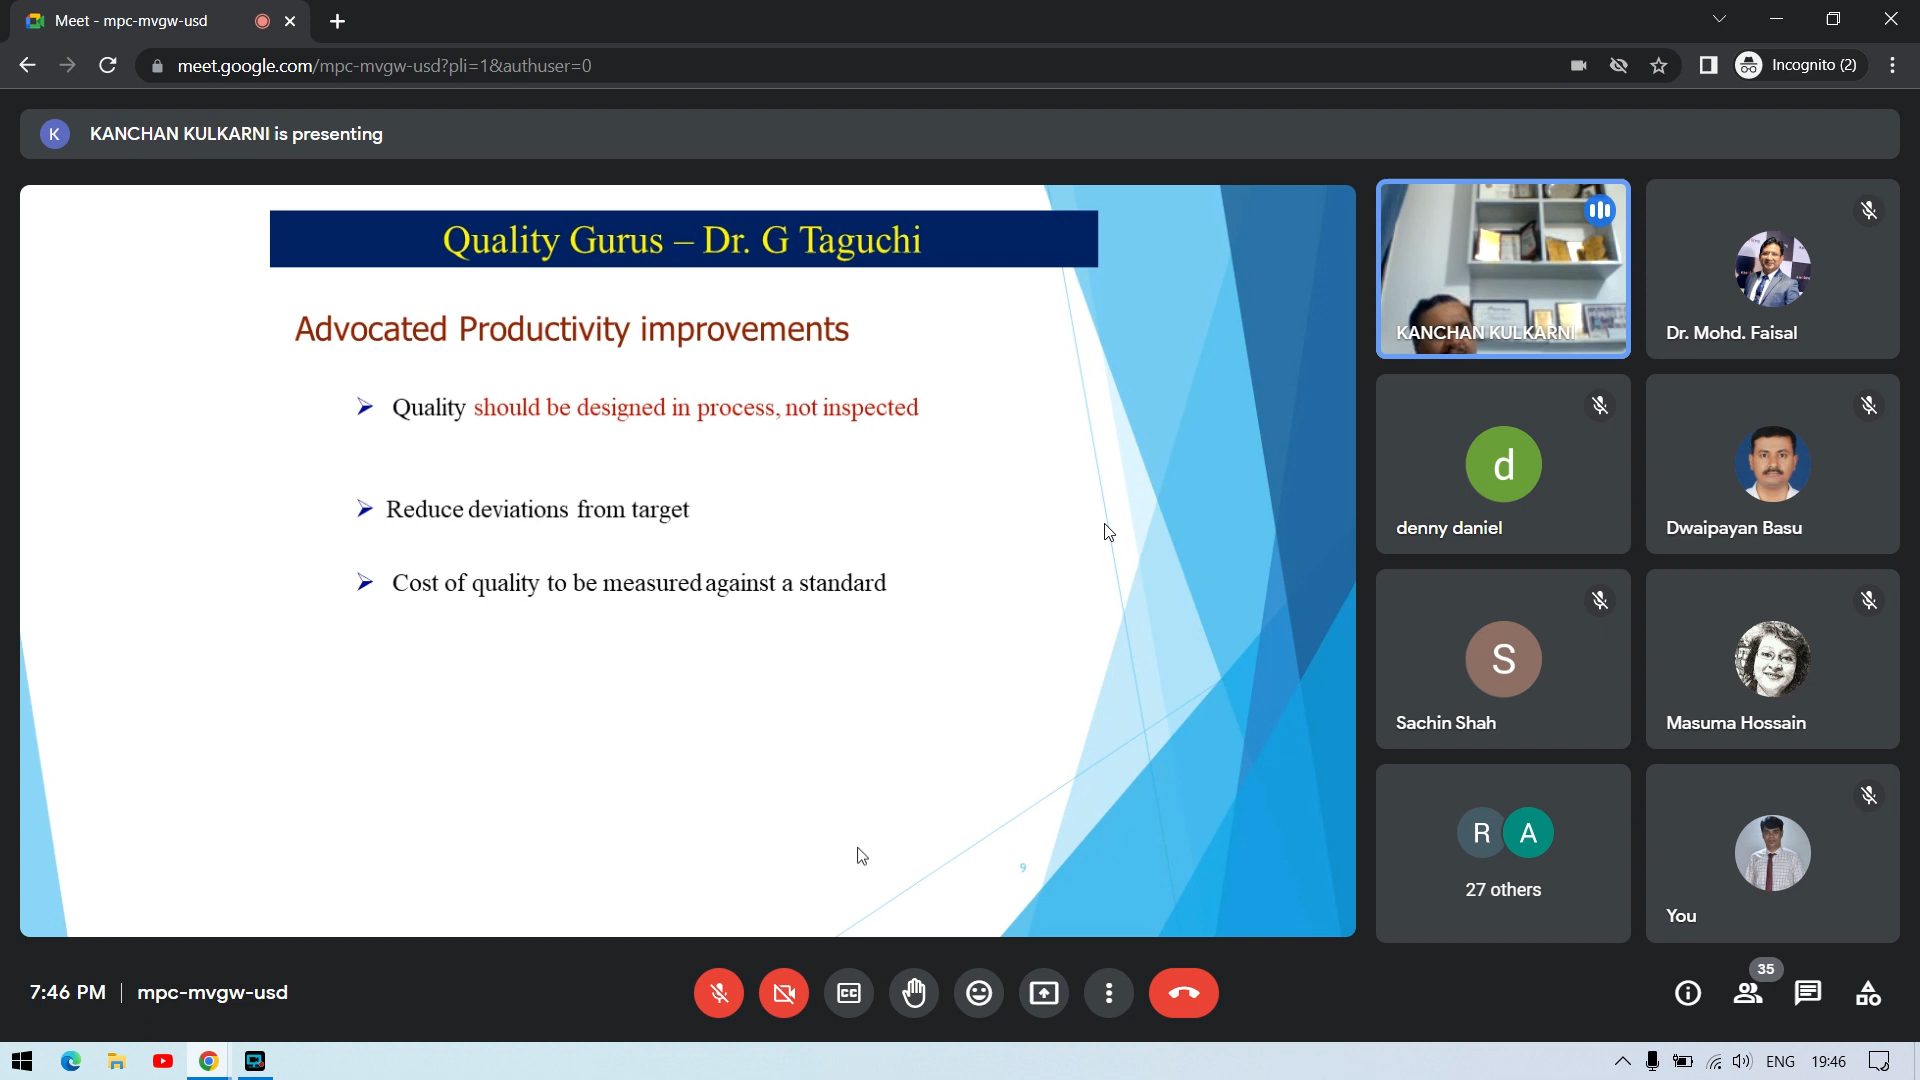 Meet - mpc-mvgw-usd
meet.google.com/mpc-mvgw-usd?pli=1&authuser=0
Incognito (2)
K
KANCHAN KULKARNI is presenting
Quality Gurus – Dr. G Taguchi
Advocated Productivity improvements
Quality should be designed in process, not inspected
Reduce deviations from target
Cost of quality to be measured against a standard
9
KANCHAN KULKARNI
Dr. Mohd. Faisal
d
denny daniel
Dwaipayan Basu
S
Sachin Shah
Masuma Hossain
R A
27 others
You
7:46 PM | mpc-mvgw-usd
CC
35
ENG 19:46